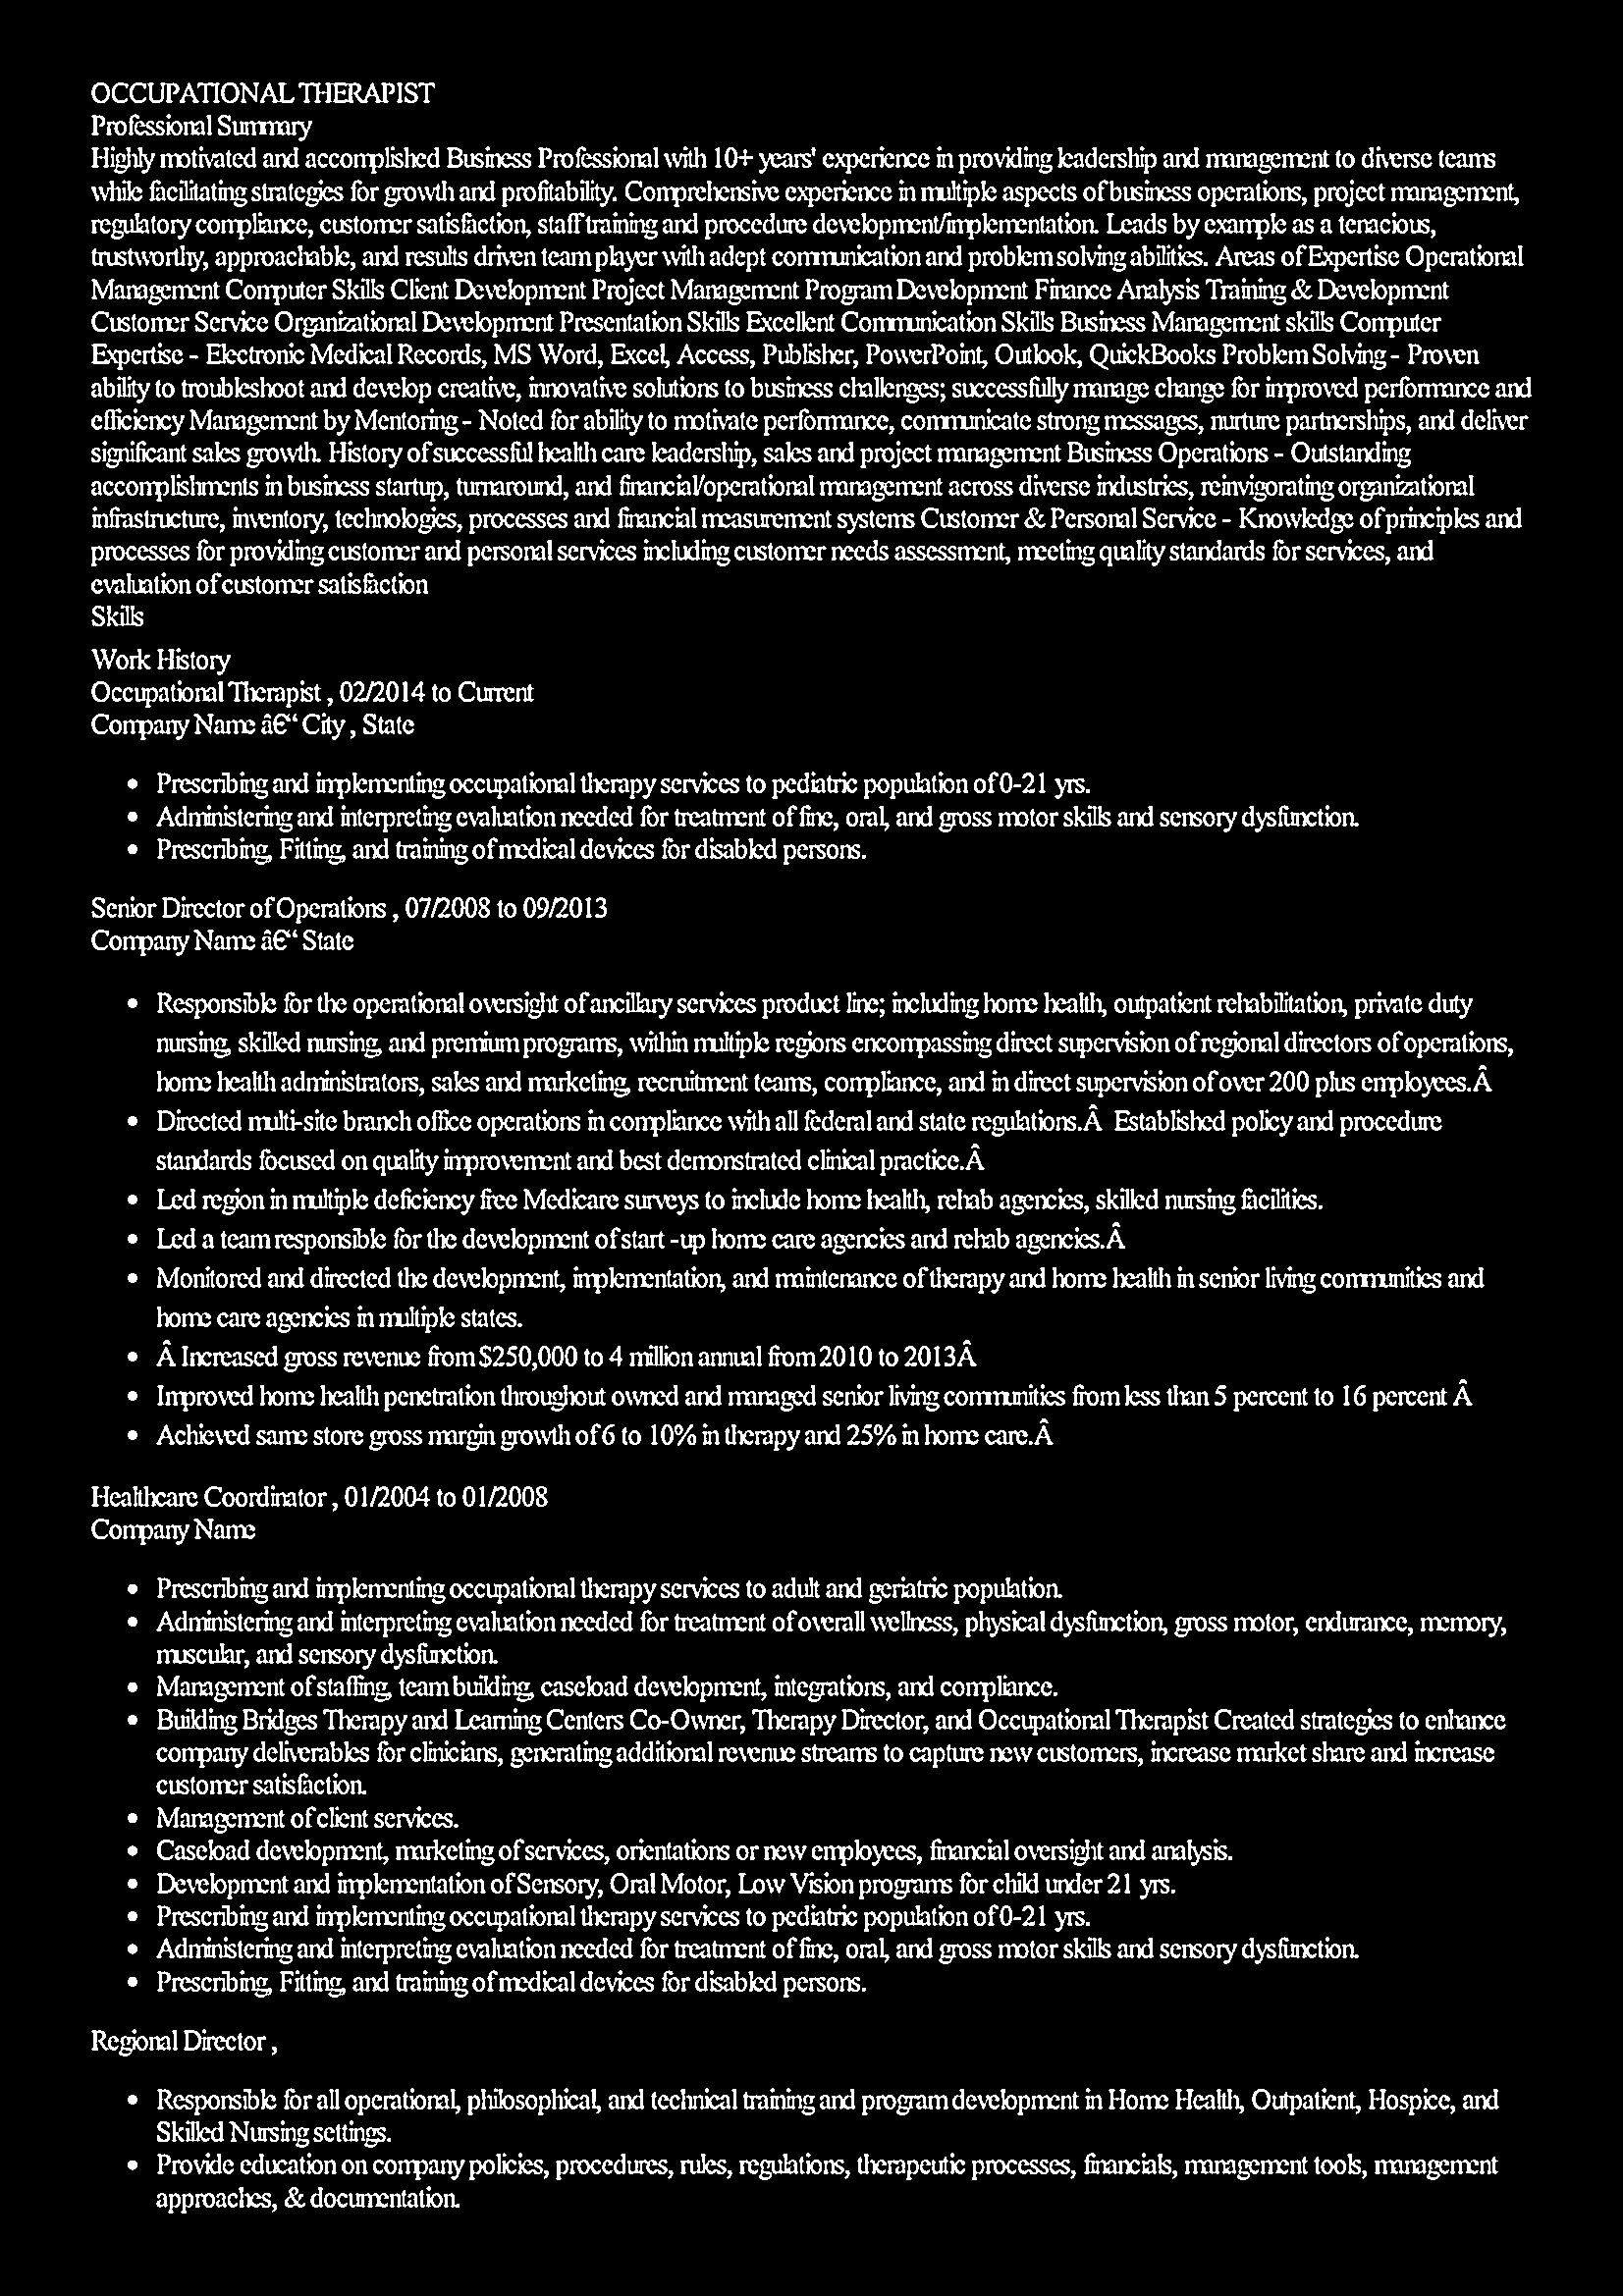 OCCUPATIONAL THERAPIST
Professional Summary
Highly motivated and accomplished Business Professional with 10+ years' experience in providing leadership and management to diverse teams
while facilitating strategies for growth and profitability. Comprehensive experience in multiple aspects of business operations, project management,
regulatory compliance, customer satisfaction, staff training and procedure development/implementation. Leads by example as a tenacious,
trustworthy, approachable, and results driven team player with adept communication and problem solving abilities. Areas of Expertise Operational
Management Computer Skills Client Development Project Management Program Development Finance Analysis Training & Development
Customer Service Organizational Development Presentation Skills Excellent Communication Skills Business Management skills Computer
Expertise - Electronic Medical Records, MS Word, Excel, Access, Publisher, PowerPoint, Outlook, QuickBooks Problem Solving - Proven
ability to troubleshoot and develop creative, innovative solutions to business challenges; successfully manage change for improved performance and
efficiency Management by Mentoring - Noted for ability to motivate performance, communicate strong messages, nurture partnerships, and deliver
significant sales growth. History of successful health care leadership, sales and project management Business Operations - Outstanding
accomplishments in business startup, turnaround, and financial/operational management across diverse industries, reinvigorating organizational
infrastructure, inventory, technologies, processes and financial measurement systems Customer & Personal Service - Knowledge of principles and
processes for providing customer and personal services including customer needs assessment, meeting quality standards for services, and
evaluation of customer satisfaction
Skills
Work History
Occupational Therapist , 02/2014 to Current
Company Name â€“ City , State
• Prescribing and implementing occupational therapy services to pediatric population of 0-21 yrs.
• Administering and interpreting evaluation needed for treatment of fine, oral, and gross motor skills and sensory dysfunction.
• Prescribing, Fitting, and training of medical devices for disabled persons.
Senior Director of Operations , 07/2008 to 09/2013
Company Name â€“ State
• Responsible for the operational oversight of ancillary services product line; including home health, outpatient rehabilitation, private duty
nursing, skilled nursing, and premium programs, within multiple regions encompassing direct supervision of regional directors of operations,
home health administrators, sales and marketing, recruitment teams, compliance, and in direct supervision of over 200 plus employees.Â
• Directed multi-site branch office operations in compliance with all federal and state regulations.Â Established policy and procedure
standards focused on quality improvement and best demonstrated clinical practice.Â
• Led region in multiple deficiency free Medicare surveys to include home health, rehab agencies, skilled nursing facilities.
• Led a team responsible for the development of start -up home care agencies and rehab agencies.Â
• Monitored and directed the development, implementation, and maintenance of therapy and home health in senior living communities and
home care agencies in multiple states.
• Â Increased gross revenue from $250,000 to 4 million annual from 2010 to 2013Â
• Improved home health penetration throughout owned and managed senior living communities from less than 5 percent to 16 percent Â
• Achieved same store gross margin growth of 6 to 10% in therapy and 25% in home care.Â
Healthcare Coordinator , 01/2004 to 01/2008
Company Name
• Prescribing and implementing occupational therapy services to adult and geriatric population.
• Administering and interpreting evaluation needed for treatment of overall wellness, physical dysfunction, gross motor, endurance, memory,
muscular, and sensory dysfunction.
• Management of staffing, team building, caseload development, integrations, and compliance.
• Building Bridges Therapy and Learning Centers Co-Owner, Therapy Director, and Occupational Therapist Created strategies to enhance
company deliverables for clinicians, generating additional revenue streams to capture new customers, increase market share and increase
customer satisfaction.
• Management of client services.
• Caseload development, marketing of services, orientations or new employees, financial oversight and analysis.
• Development and implementation of Sensory, Oral Motor, Low Vision programs for child under 21 yrs.
• Prescribing and implementing occupational therapy services to pediatric population of 0-21 yrs.
• Administering and interpreting evaluation needed for treatment of fine, oral, and gross motor skills and sensory dysfunction.
• Prescribing, Fitting, and training of medical devices for disabled persons.
Regional Director ,
• Responsible for all operational, philosophical, and technical training and program development in Home Health, Outpatient, Hospice, and
Skilled Nursing settings.
• Provide education on company policies, procedures, rules, regulations, therapeutic processes, financials, management tools, management
approaches, & documentation.